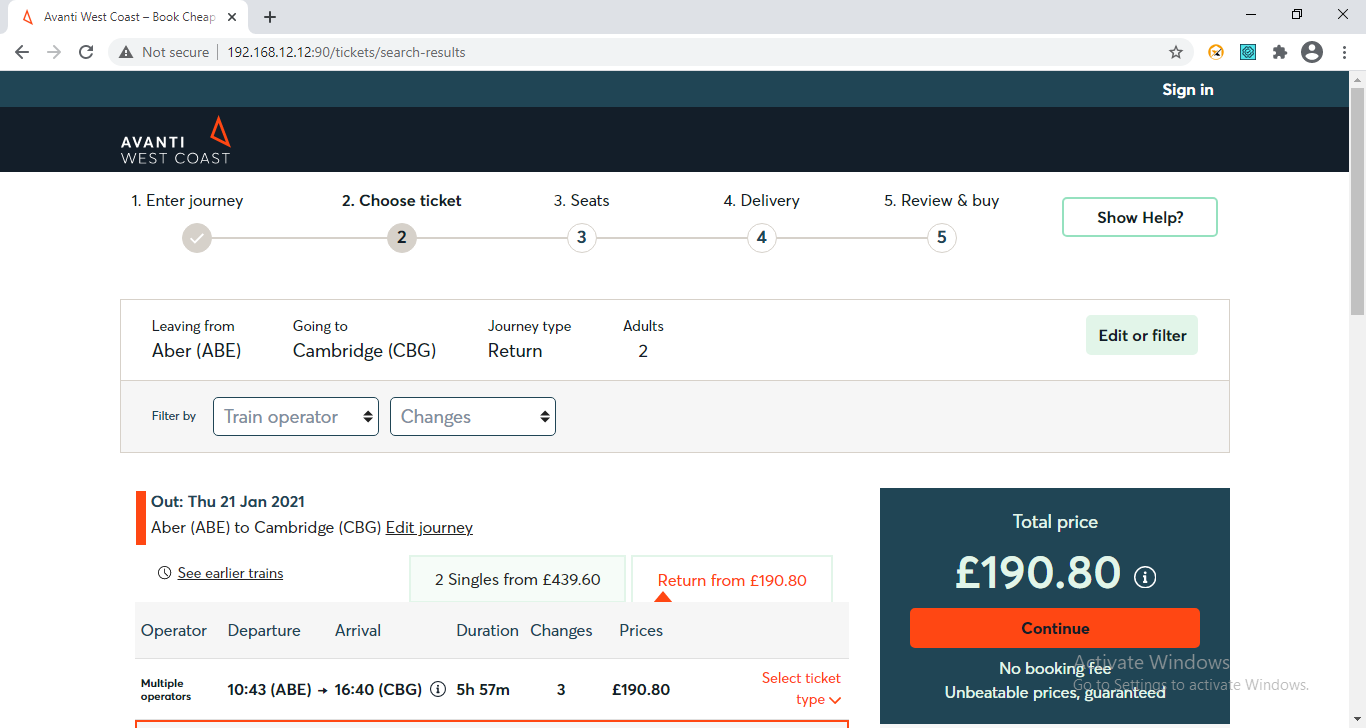 Avanti West Coast – Book Cheap
Not secure
192.168.12.12:90/tickets/search-results
Sign in
AVANTI
WEST COAST
1. Enter journey
2. Choose ticket
3. Seats
4. Delivery
5. Review & buy
2
3
4
5
Show Help?
Leaving from
Going to
Journey type
Adults
Aber (ABE)
Cambridge (CBG)
Return
2
Edit or filter
Filter by
Train operator
Changes
Out: Thu 21 Jan 2021
Aber (ABE) to Cambridge (CBG) Edit journey
See earlier trains
2 Singles from £439.60
Return from £190.80
Operator
Departure
Arrival
Duration
Changes
Prices
Multiple
operators
10:43 (ABE) → 16:40 (CBG)
5h 57m
3
£190.80
Select ticket
type
Total price
£190.80
Continue
No booking fee
Unbeatable prices, guaranteed
Activate Windows
Go to Settings to activate Windows.